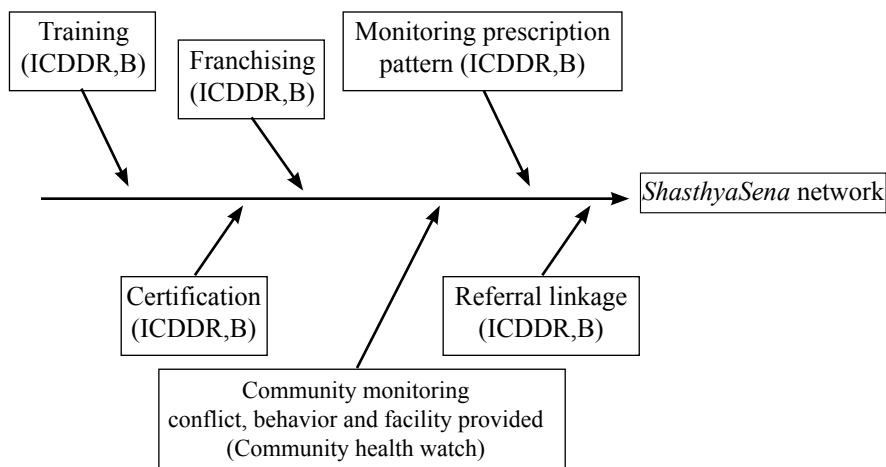 Training
(ICDDR,B)
Franchising
(ICDDR,B)
Monitoring prescription
pattern (ICDDR,B)
ShasthyaSena network
Certification
(ICDDR,B)
Referral linkage
(ICDDR,B)
Community monitoring
conflict, behavior and facility provided
(Community health watch)